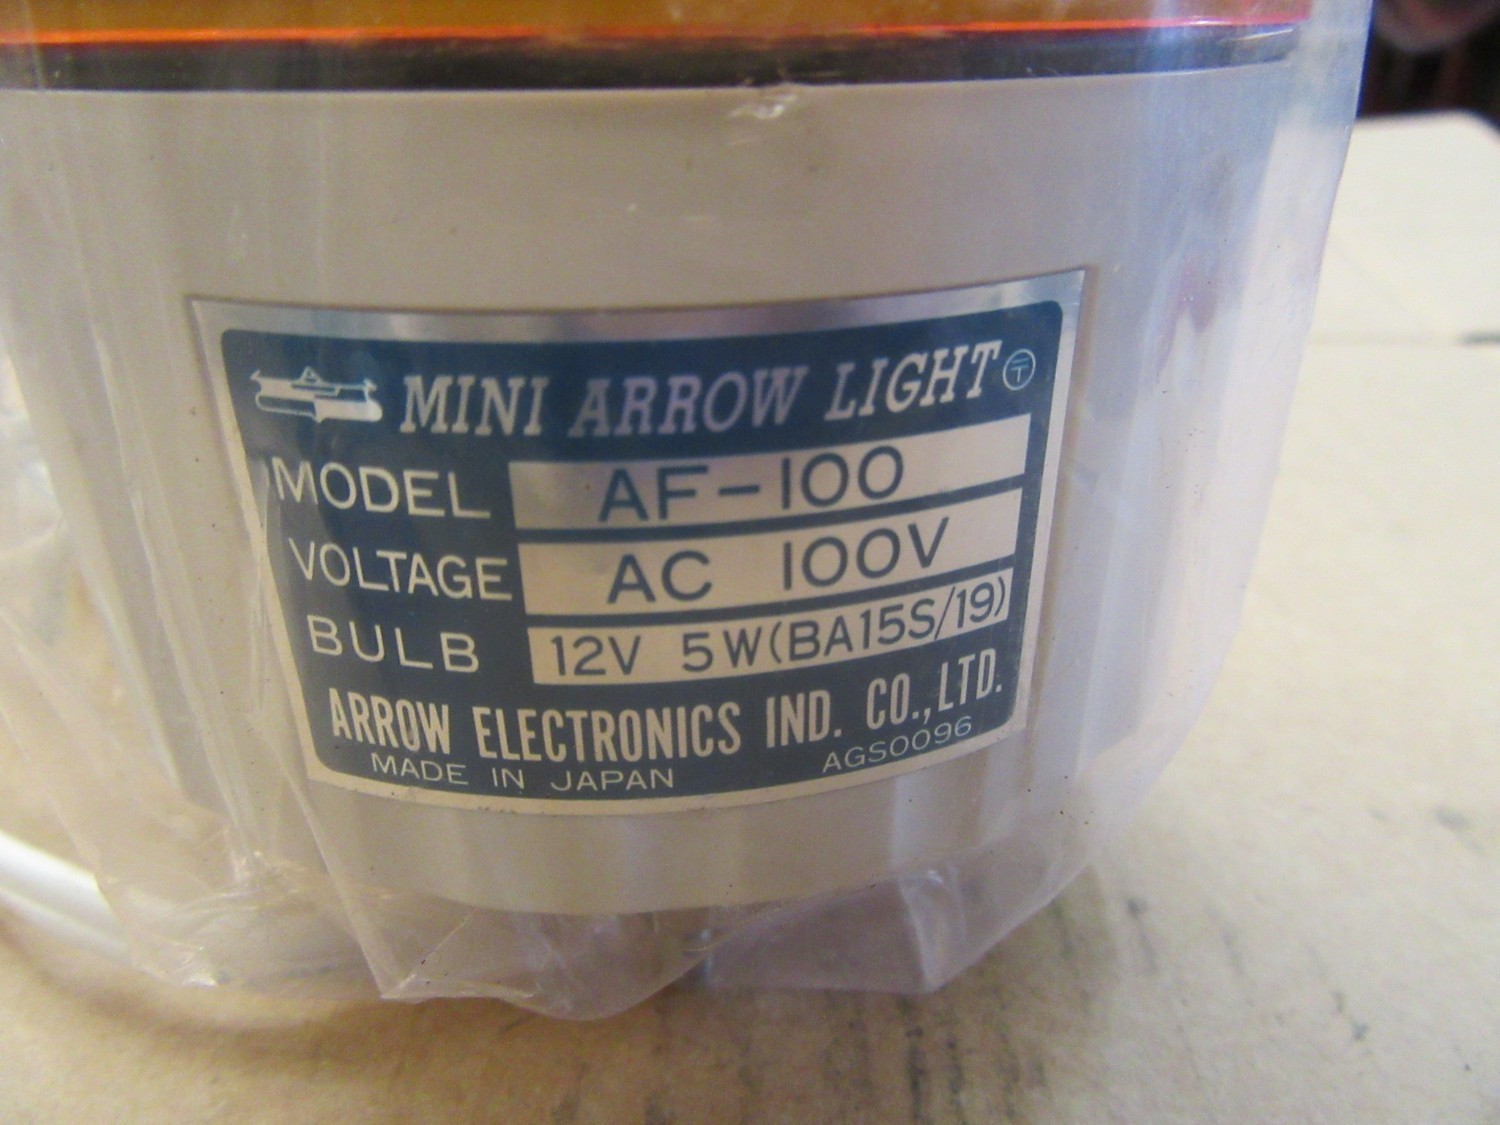 MINI ARROW LIGHT 〒
MODEL AF-100
VOLTAGE AC 100V
BULB 12V 5W(BA15S/19)
ARROW ELECTRONICS IND. CO., LTD.
MADE IN JAPAN AGS0096